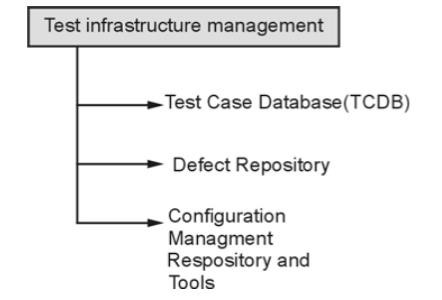 Test infrastructure management
Test Case Database(TCDB)
Defect Repository
Configuration
Managment
Respository and
Tools